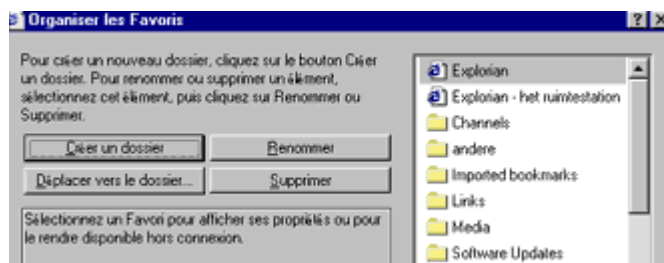 Organiser les Favoris
Pour créer un nouveau dossier, cliquez sur le bouton Créer
un dossier. Pour renommer ou supprimer un élément,
sélectionnez cet élément, puis cliquez sur Renommer ou
Supprimer.
Créer un dossier
Renommer
Déplacer vers le dossier...
Supprimer
Sélectionnez un Favori pour afficher ses propriétés ou pour
le rendre disponible hors connexion.
Explorian
Explorian - het ruimtestation
Channels
andere
Imported bookmarks
Links
Media
Software Updates